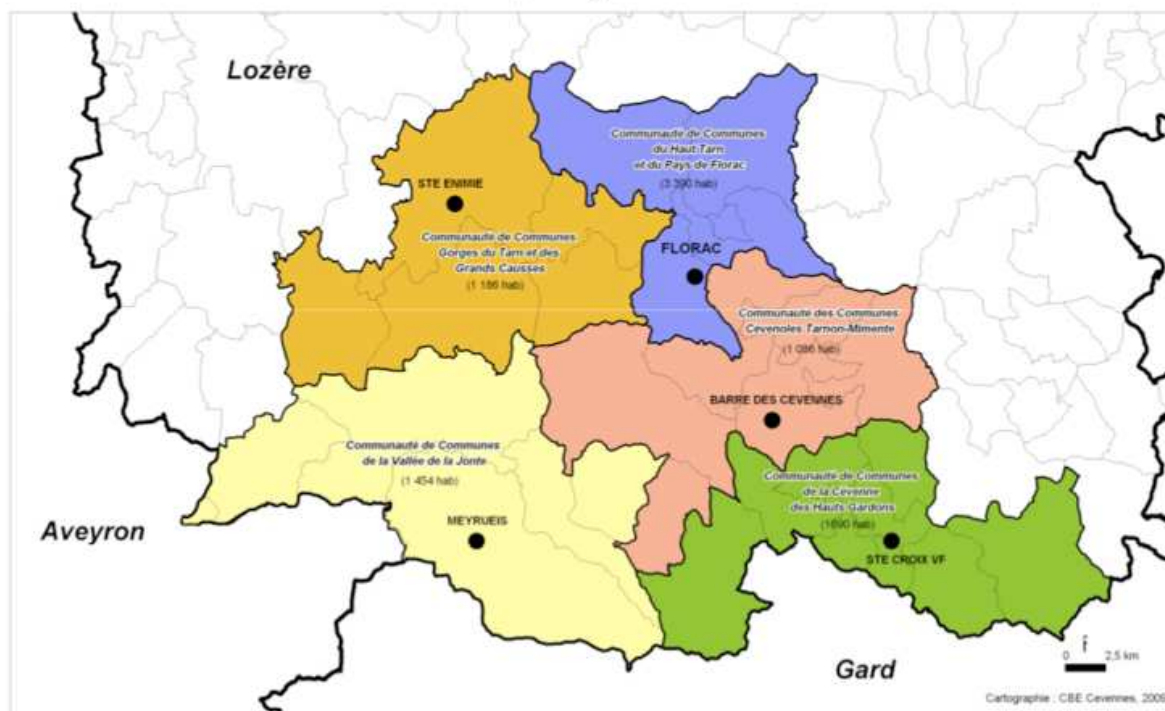 Lozère
Communauté de Communes
du Haut Tarn
et du Pays de Florac
(3 390 hab)
STE ENIMIE
Communauté de Communes
Gorges du Tarn et des
Grands Causses
(1 186 hab)
FLORAC
Communauté des Communes
Cévenoles Tarnon-Mimente
(1 086 hab)
BARRE DES CEVENNES
Communauté de Communes
de la Vallée de la Jonte
(1 454 hab)
Communauté de Communes
de la Cévenne
des Hauts Gardons
(1690 hab)
Aveyron
MEYRUEIS
STE CROIX VF
Gard
0 2,5 km
Cartographie : CBE Cevennes, 2009